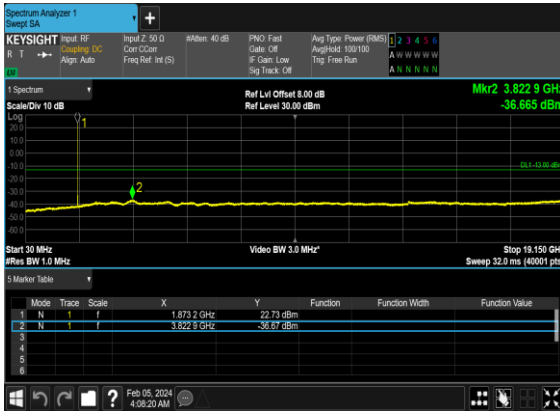 Spectrum Analyzer 1
Swept SA
+
KEYSIGHT
R T
LXI
Input: RF
Coupling: DC
Align: Auto
Input Z: 50 Ω
Corr CCorr
Freq Ref: Int (S)
#Atten: 40 dB
PNO: Fast
Gate: Off
IF Gain: Low
Sig Track: Off
Avg Type: Power (RMS)
Avg|Hold: 100/100
Trig: Free Run
1 2 3 4 5 6
A W W W W W
A N N N N N
1 Spectrum
Scale/Div 10 dB
Ref Lvl Offset 8.00 dB
Ref Level 30.00 dBm
Mkr2 3.822 9 GHz
-36.665 dBm
Log
20.0
10.0
0.00
-10.0
-20.0
-30.0
-40.0
-50.0
-60.0
1
2
DL1 -13.00 dBm
Start 30 MHz
#Res BW 1.0 MHz
Video BW 3.0 MHz*
Stop 19.150 GHz
Sweep 32.0 ms (40001 pts)
5 Marker Table
Mode Trace Scale X Y Function Function Width Function Value
1 N 1 f 1.873 2 GHz 22.73 dBm
2 N 1 f 3.822 9 GHz -36.67 dBm
3
4
5
6
?
Feb 05, 2024
4:08:20 AM